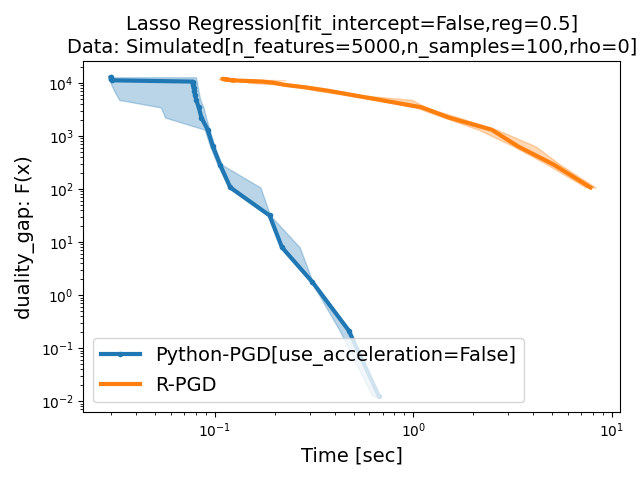 Lasso Regression[fit_intercept=False,reg=0.5]
Data: Simulated[n_features=5000,n_samples=100,rho=0]
duality_gap: F(x)
10⁴
10³
10²
10¹
10⁰
10⁻¹
10⁻²
Python-PGD[use_acceleration=False]
R-PGD
10⁻¹ 10⁰ 10¹
Time [sec]